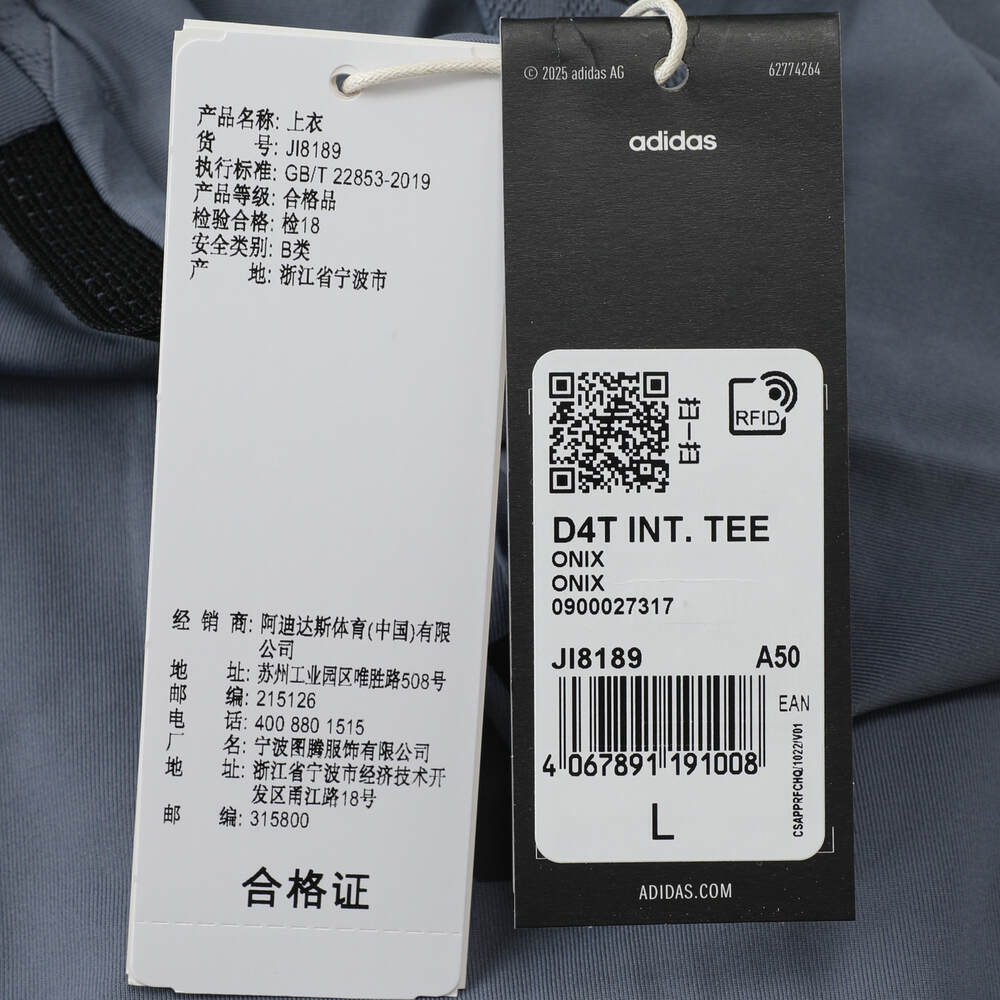 产品名称: 上衣
货 号: JI8189
执行标准: GB/T 22853-2019
产品等级: 合格品
检验合格: 检18
安全类别: B类
产 地: 浙江省宁波市
经 销 商: 阿迪达斯体育(中国)有限
公司
地 址: 苏州工业园区唯胜路508号
邮 编: 215126
电 话: 400 880 1515
厂 名: 宁波图腾服饰有限公司
地 址: 浙江省宁波市经济技术开
发区甬江路18号
邮 编: 315800
合格证
© 2025 adidas AG
62774264
adidas
扫一扫
RFID
D4T INT. TEE
ONIX
ONIX
0900027317
JI8189 A50
EAN
4 067891 191008
CSAPPRFCHQ/1022/V01
L
ADIDAS.COM